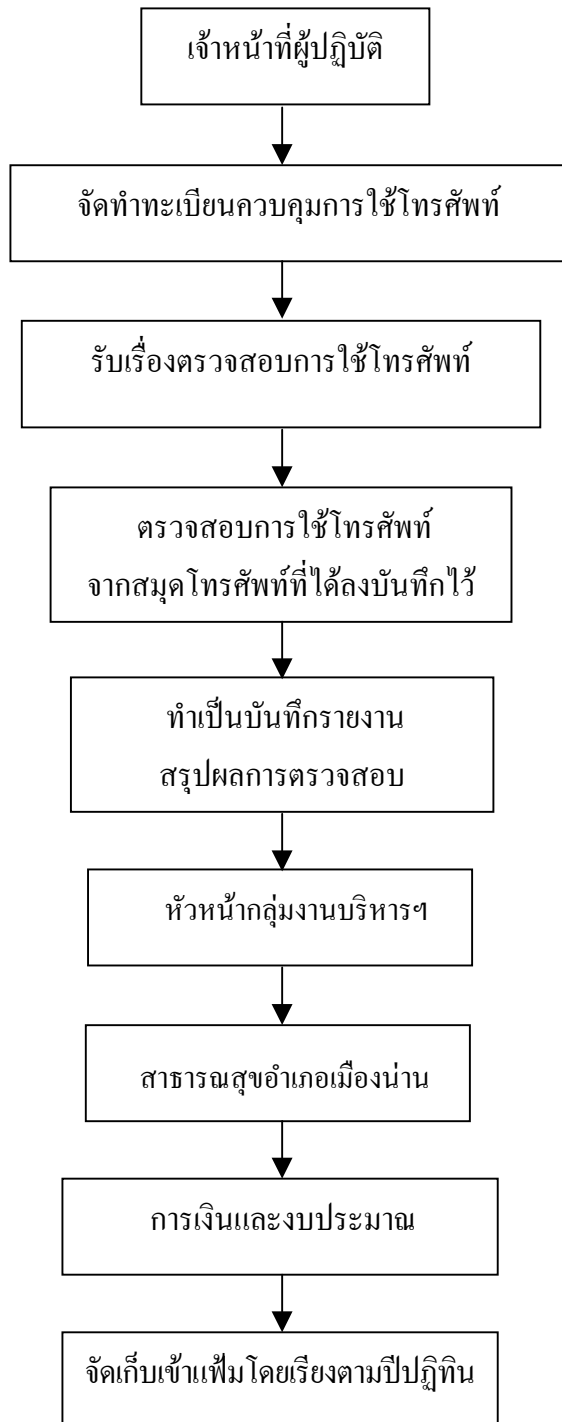 เจ้าหน้าที่ผู้ปฏิบัติ
จัดทำทะเบียนควบคุมการใช้โทรศัพท์
รับเรื่องตรวจสอบการใช้โทรศัพท์
ตรวจสอบการใช้โทรศัพท์
จากสมุดโทรศัพท์ที่ได้ลงบันทึกไว้
ทำเป็นบันทึกรายงาน
สรุปผลการตรวจสอบ
หัวหน้ากลุ่มงานบริหารฯ
สาธารณสุขอำเภอเมืองน่าน
การเงินและงบประมาณ
จัดเก็บเข้าแฟ้มโดยเรียงตามปีปฏิทิน